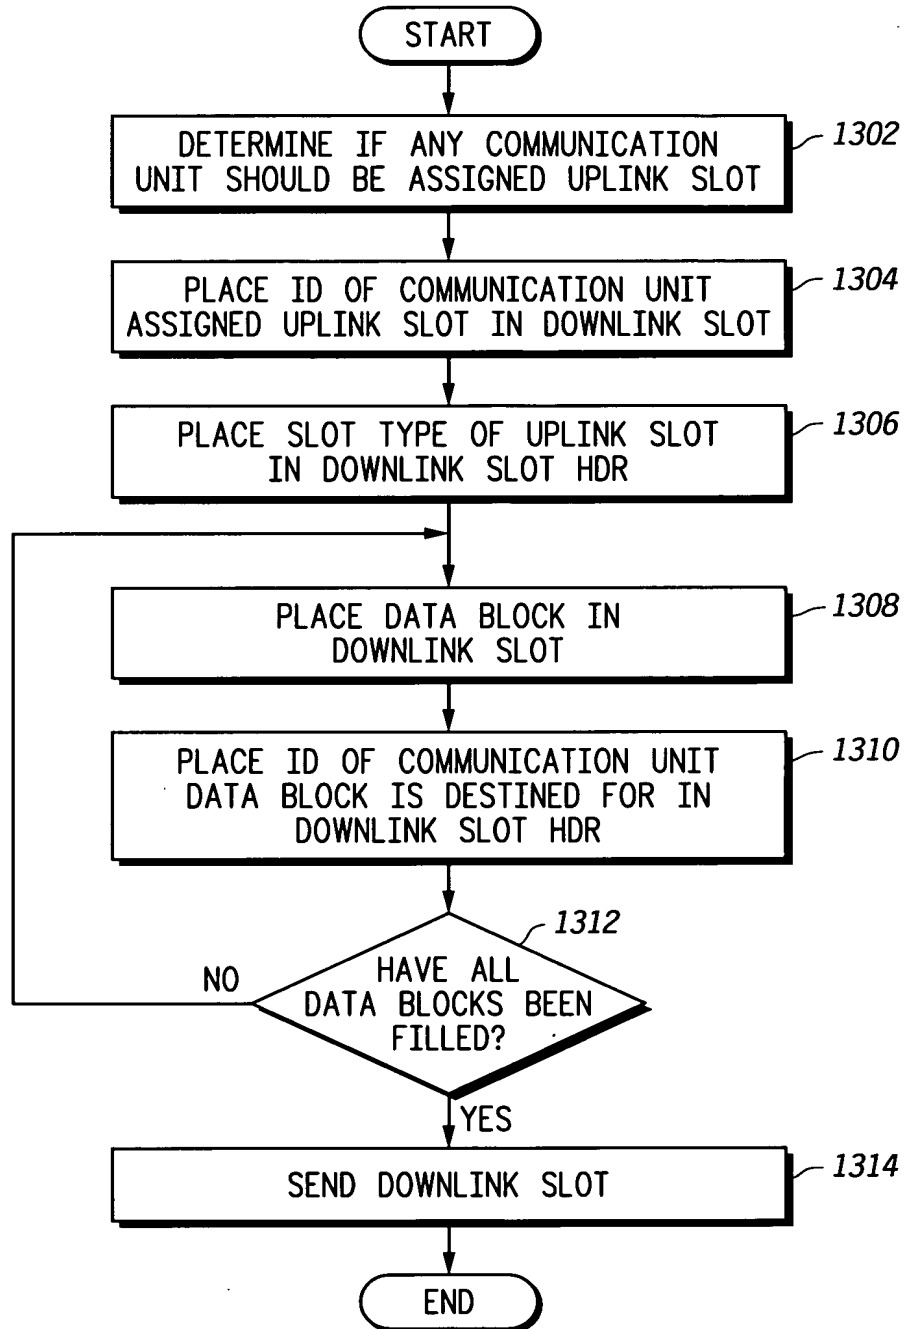 START
DETERMINE IF ANY COMMUNICATION
UNIT SHOULD BE ASSIGNED UPLINK SLOT
1302
PLACE ID OF COMMUNICATION UNIT
ASSIGNED UPLINK SLOT IN DOWNLINK SLOT
1304
PLACE SLOT TYPE OF UPLINK SLOT
IN DOWNLINK SLOT HDR
1306
PLACE DATA BLOCK IN
DOWNLINK SLOT
1308
PLACE ID OF COMMUNICATION UNIT
DATA BLOCK IS DESTINED FOR IN
DOWNLINK SLOT HDR
1310
1312
NO
HAVE ALL
DATA BLOCKS BEEN
FILLED?
YES
SEND DOWNLINK SLOT
1314
END